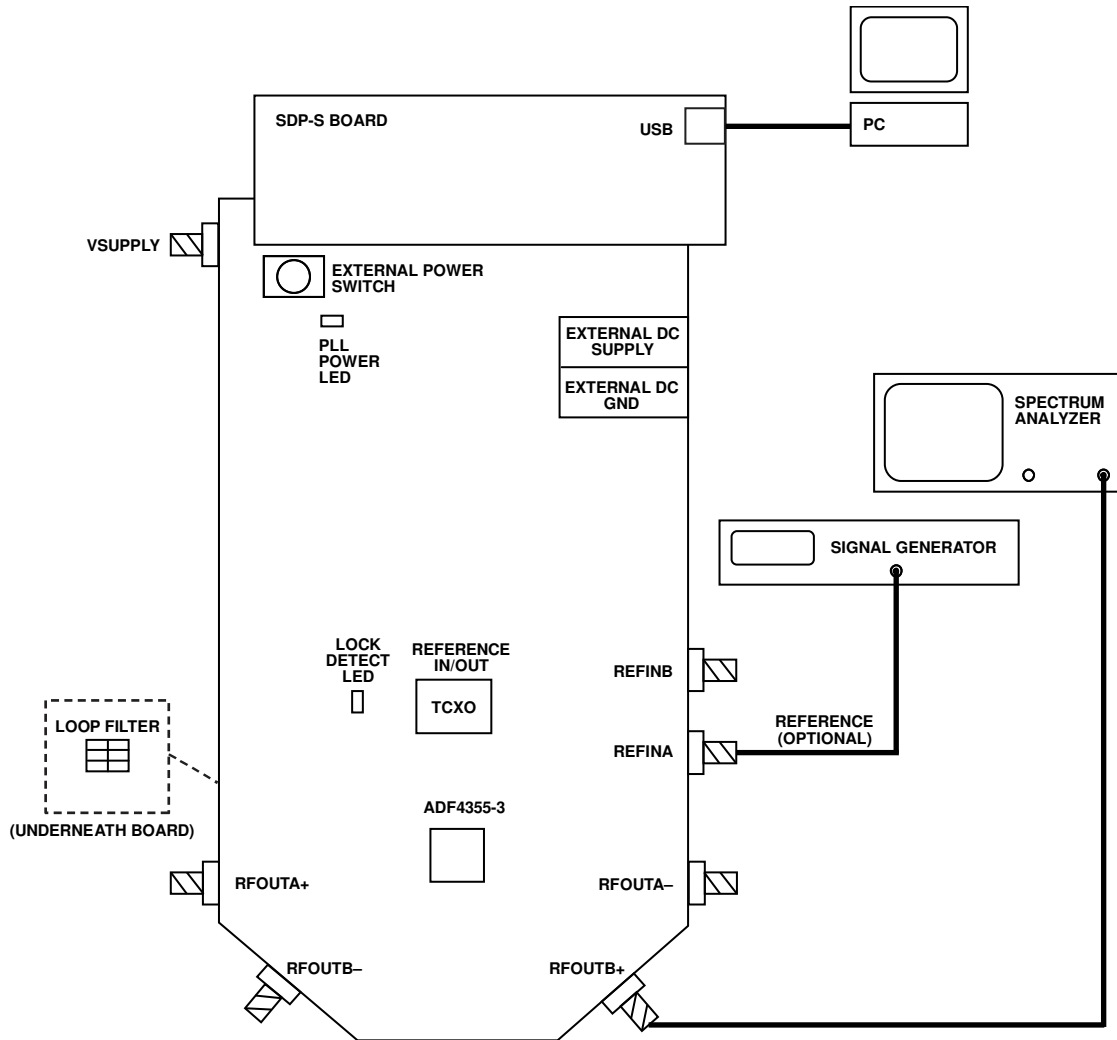 SDP-S BOARD
USB
PC
VSUPPLY
EXTERNAL POWER
SWITCH
PLL
POWER
LED
EXTERNAL DC
SUPPLY
EXTERNAL DC
GND
SPECTRUM
ANALYZER
SIGNAL GENERATOR
LOCK
DETECT
LED
REFERENCE
IN/OUT
TCXO
REFINB
REFINA
REFERENCE
(OPTIONAL)
LOOP FILTER
(UNDERNEATH BOARD)
ADF4355-3
RFOUTA+
RFOUTA–
RFOUTB–
RFOUTB+